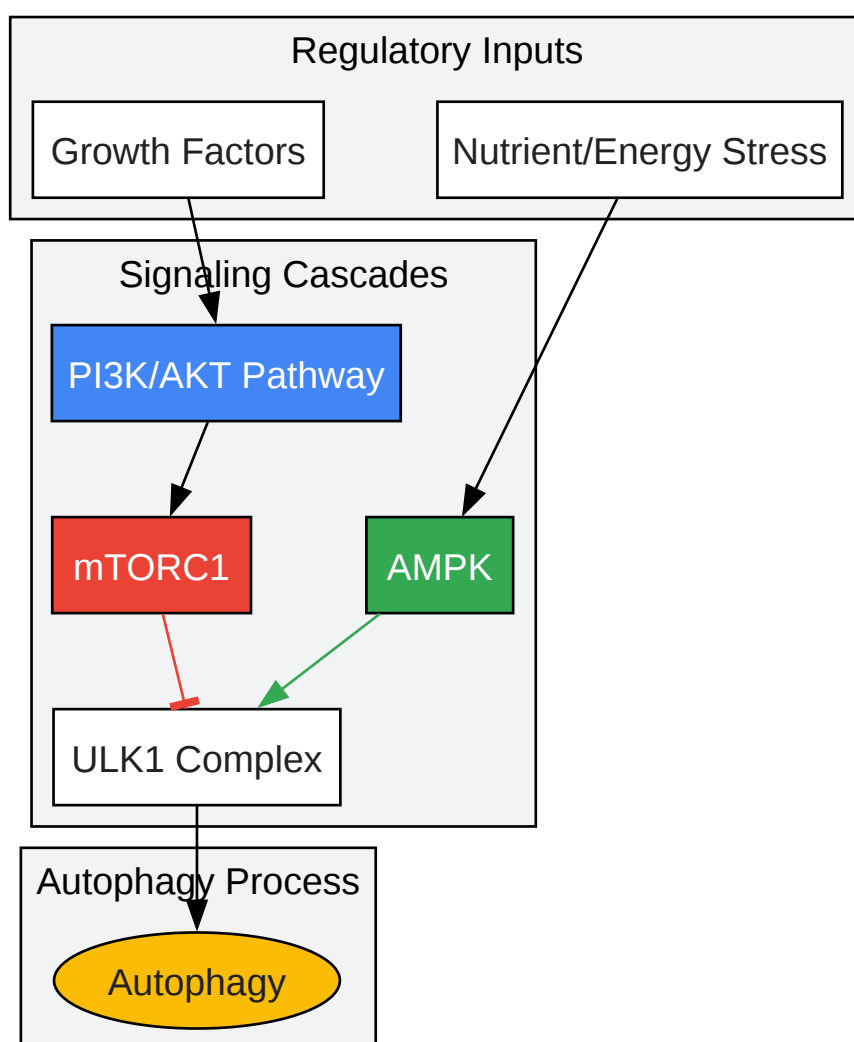 Regulatory Inputs
Growth Factors
Nutrient/Energy Stress
Signaling Cascades
PI3K/AKT Pathway
mTORC1
AMPK
ULK1 Complex
Autophagy Process
Autophagy